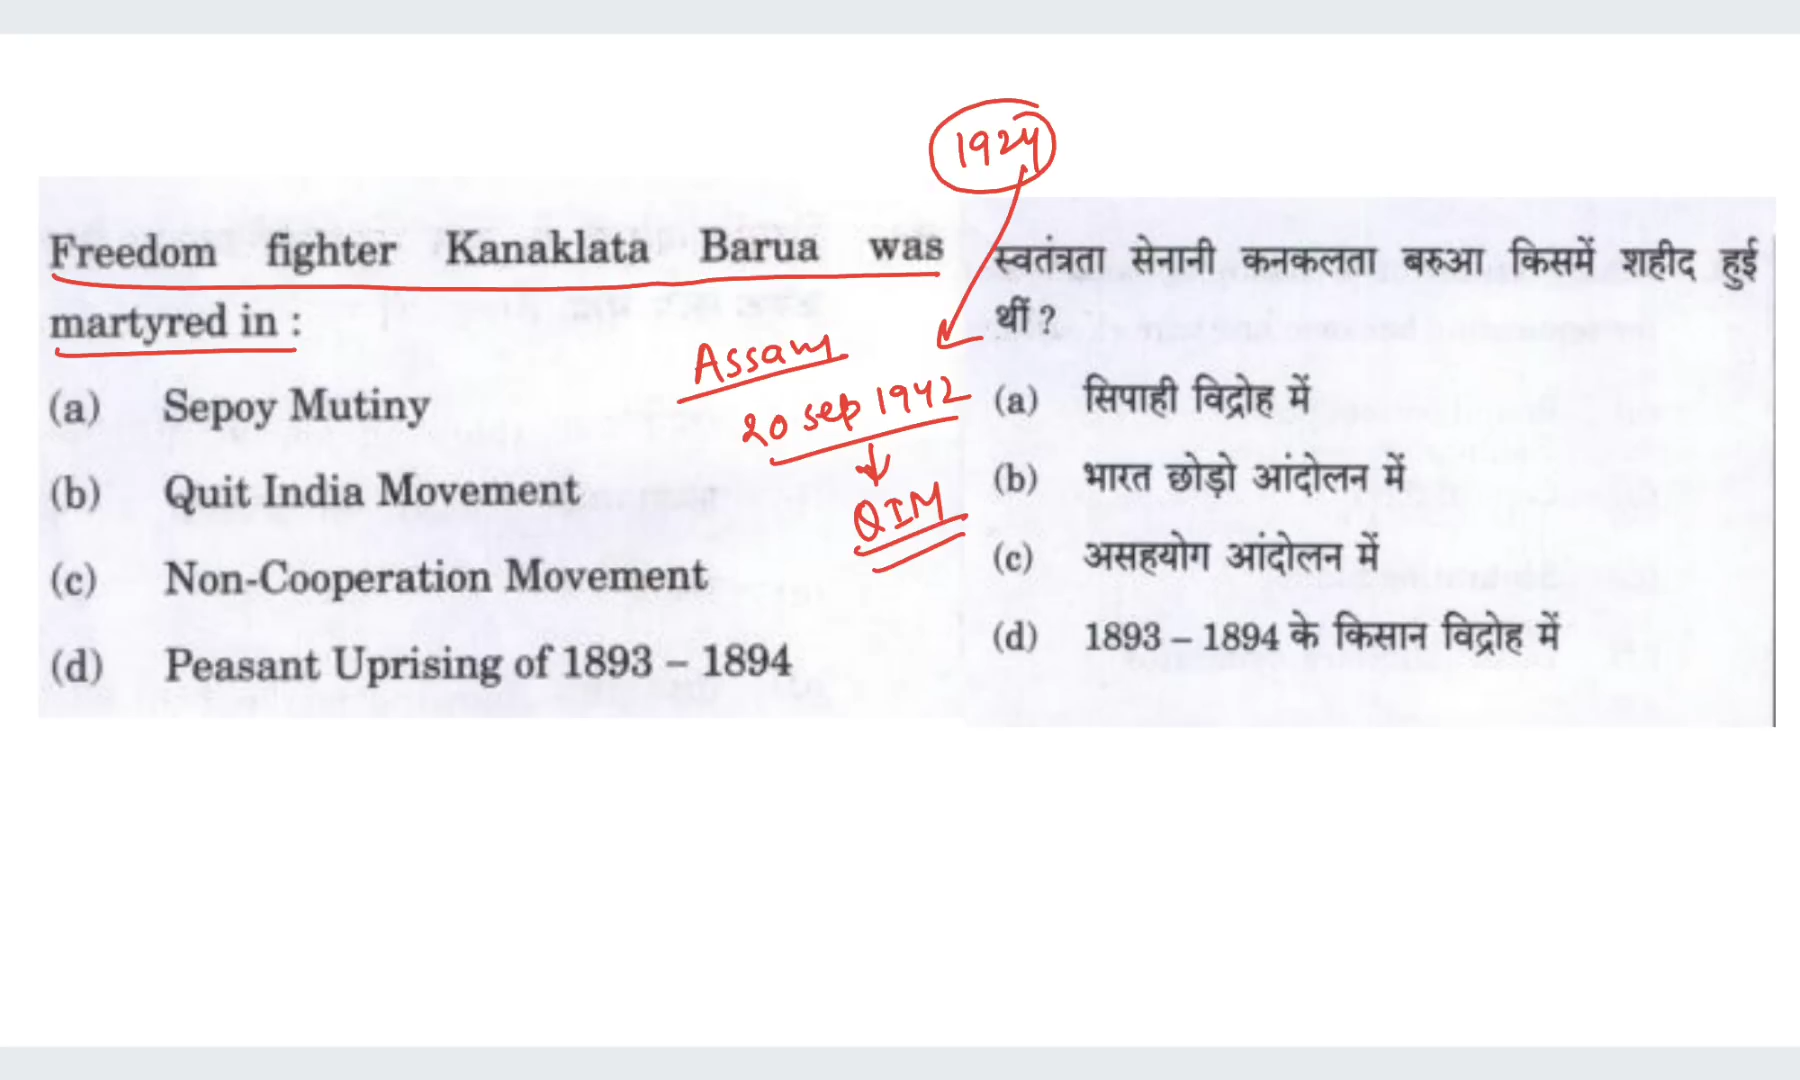 1924
Freedom fighter Kanaklata Barua was
martyred in :
(a) Sepoy Mutiny
(b) Quit India Movement
(c) Non-Cooperation Movement
(d) Peasant Uprising of 1893 – 1894
Assam
20 sep 1942
QIM
स्वतंत्रता सेनानी कनकलता बरुआ किसमें शहीद हुई
थीं ?
(a) सिपाही विद्रोह में
(b) भारत छोड़ो आंदोलन में
(c) असहयोग आंदोलन में
(d) 1893 – 1894 के किसान विद्रोह में